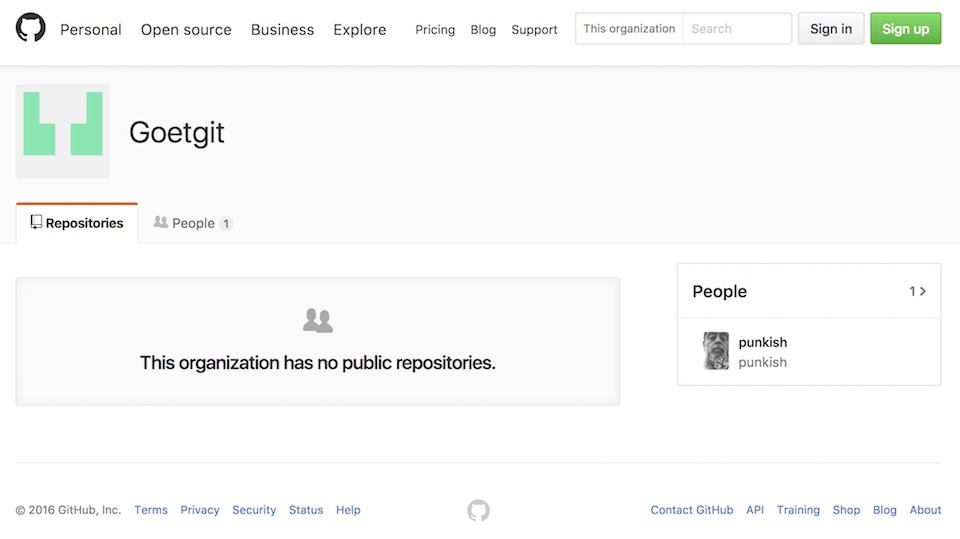 Personal Open source Business Explore Pricing Blog Support This organization Search Sign in Sign up
Goetgit
Repositories People 1
This organization has no public repositories.
People 1
punkish
punkish
© 2016 GitHub, Inc. Terms Privacy Security Status Help Contact GitHub API Training Shop Blog About